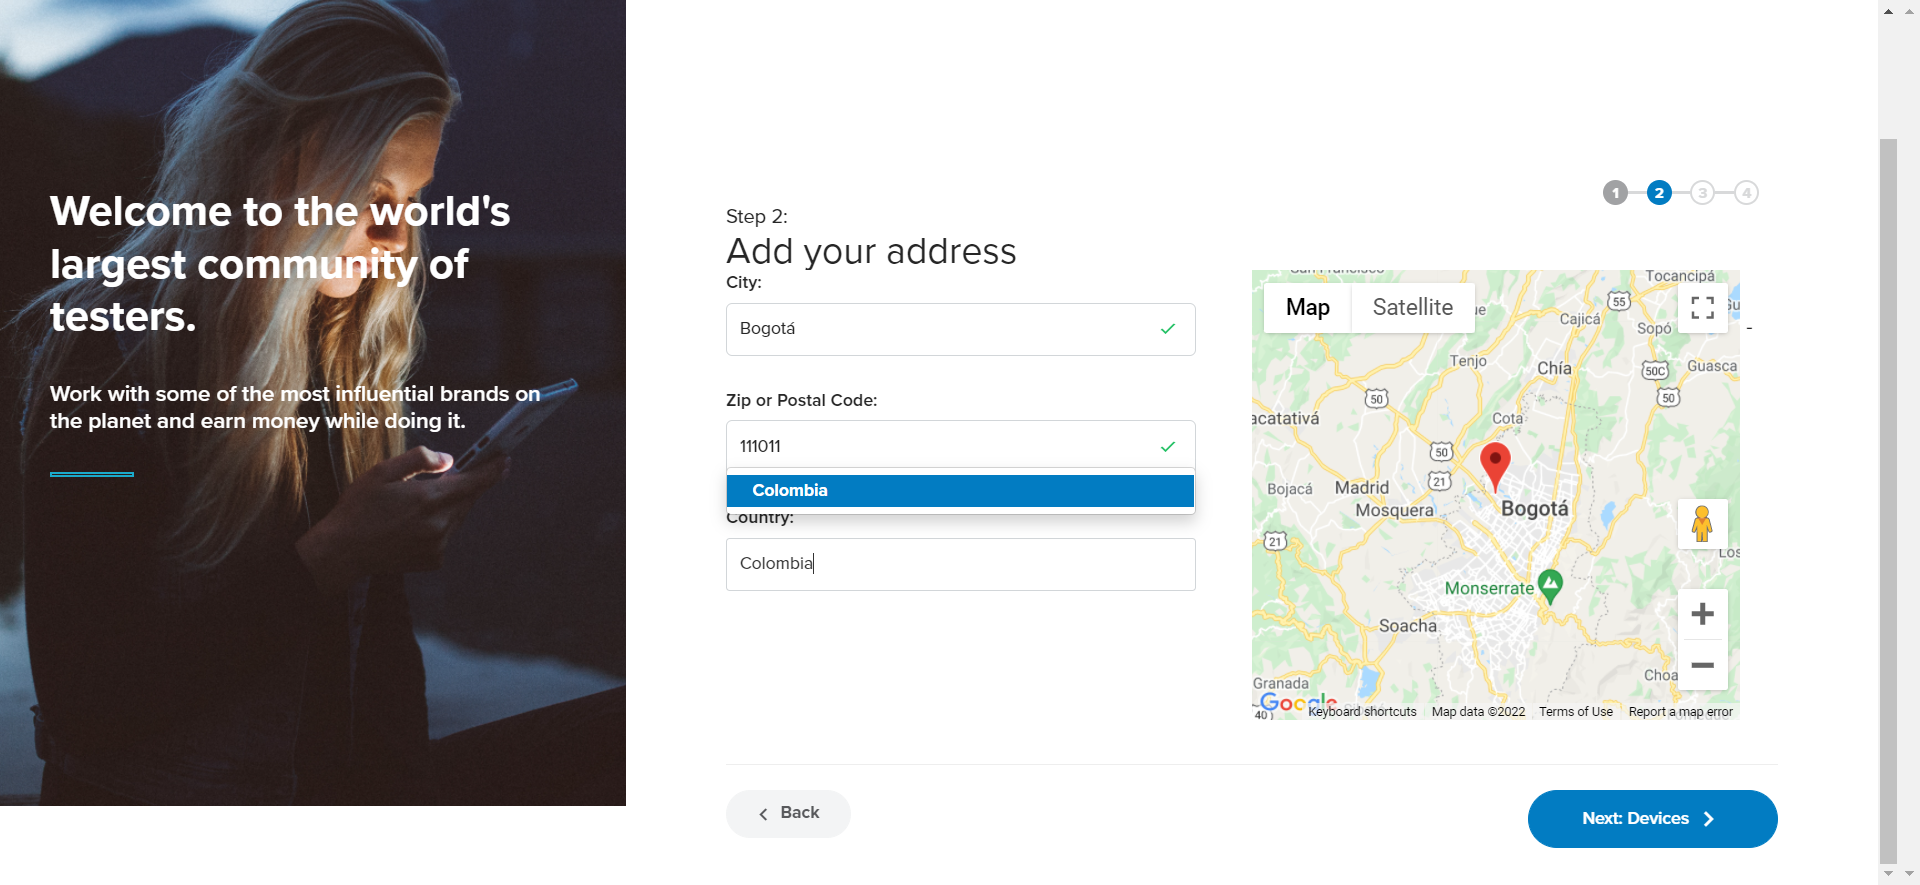 Welcome to the world's
largest community of
testers.
Work with some of the most influential brands on
the planet and earn money while doing it.
1
2
3
4
Step 2:
Add your address
City:
Bogotá
Zip or Postal Code:
111011
Colombia
Country:
Colombia
Map
Satellite
Tocancipá
55
Cajicá
Sopó
Tenjo
Chía
50C
Guasca
50
50
acatativá
Cota
50
21
Bojacá
Madrid
Mosquera
Bogotá
21
Los
Monserrate
Soacha
Choa
Granada
Google
40
Keyboard shortcuts
Map data ©2022
Terms of Use
Report a map error
-
Back
Next: Devices